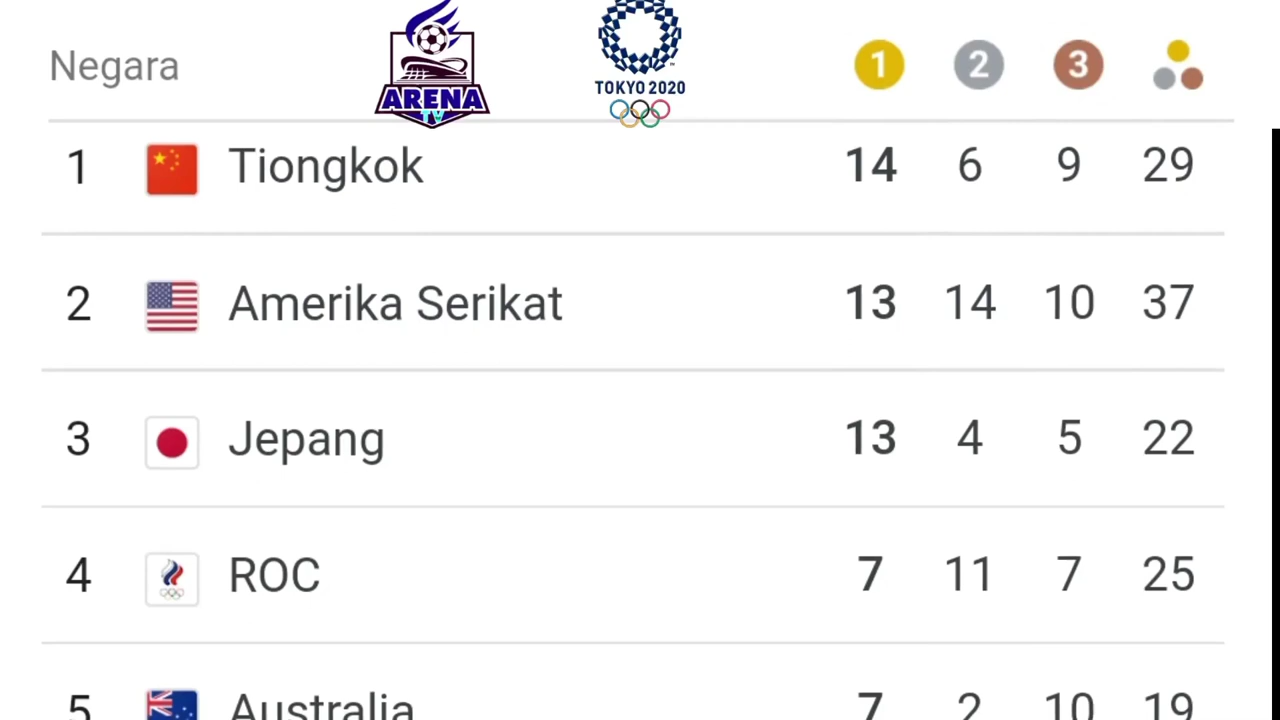 Negara
ARENA
TV
TOKYO 2020
1 2 3
1 Tiongkok 14 6 9 29
2 Amerika Serikat 13 14 10 37
3 Jepang 13 4 5 22
4 ROC 7 11 7 25
5 Australia 7 2 10 19